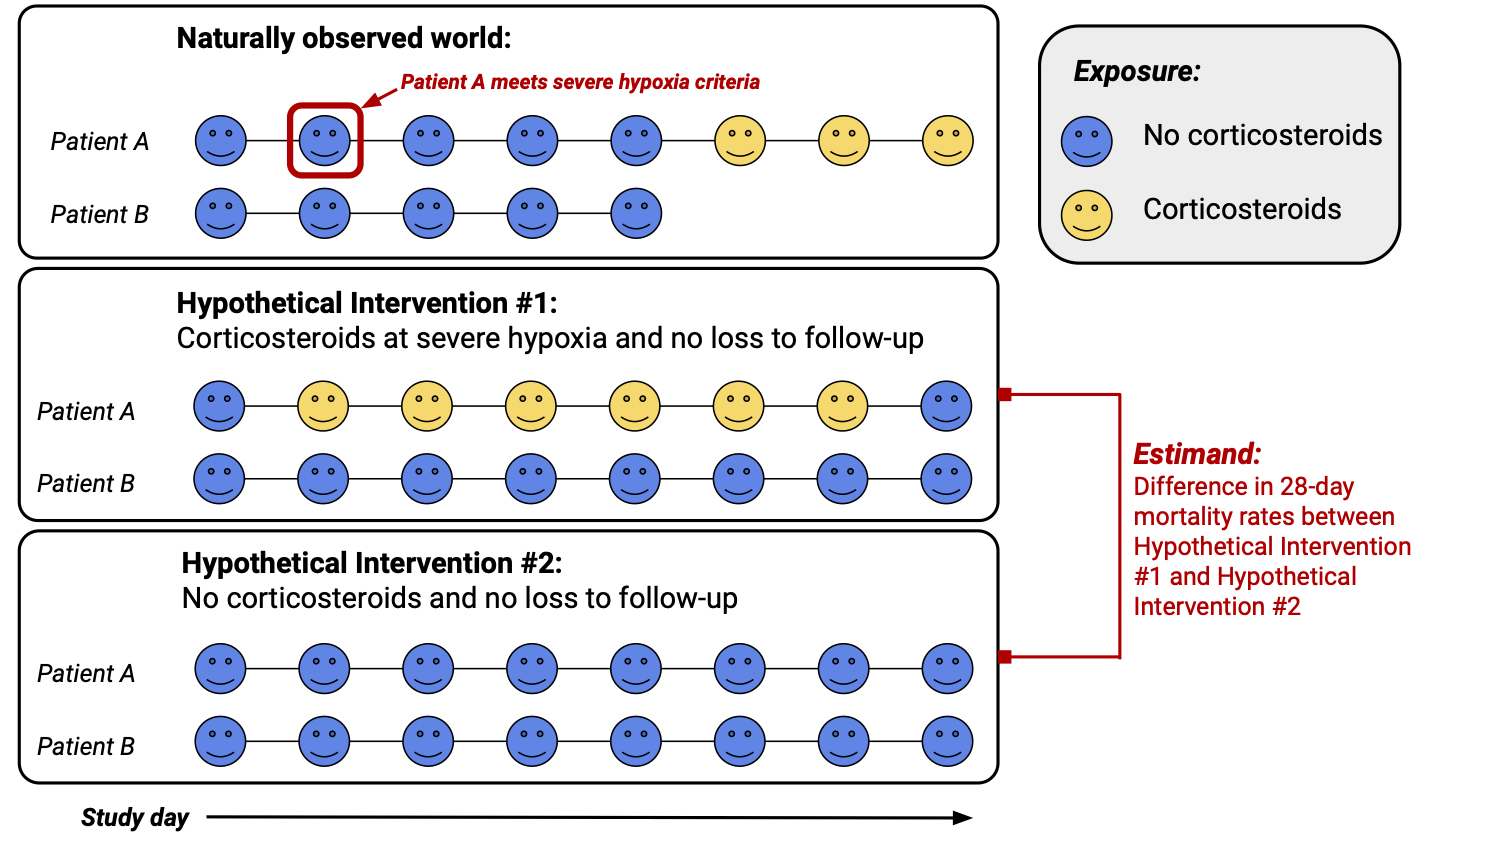 Naturally observed world:
Patient A meets severe hypoxia criteria
Patient A
Patient B
Exposure:
No corticosteroids
Corticosteroids
Hypothetical Intervention #1:
Corticosteroids at severe hypoxia and no loss to follow-up
Patient A
Patient B
Hypothetical Intervention #2:
No corticosteroids and no loss to follow-up
Patient A
Patient B
Estimand:
Difference in 28-day
mortality rates between
Hypothetical Intervention
#1 and Hypothetical
Intervention #2
Study day